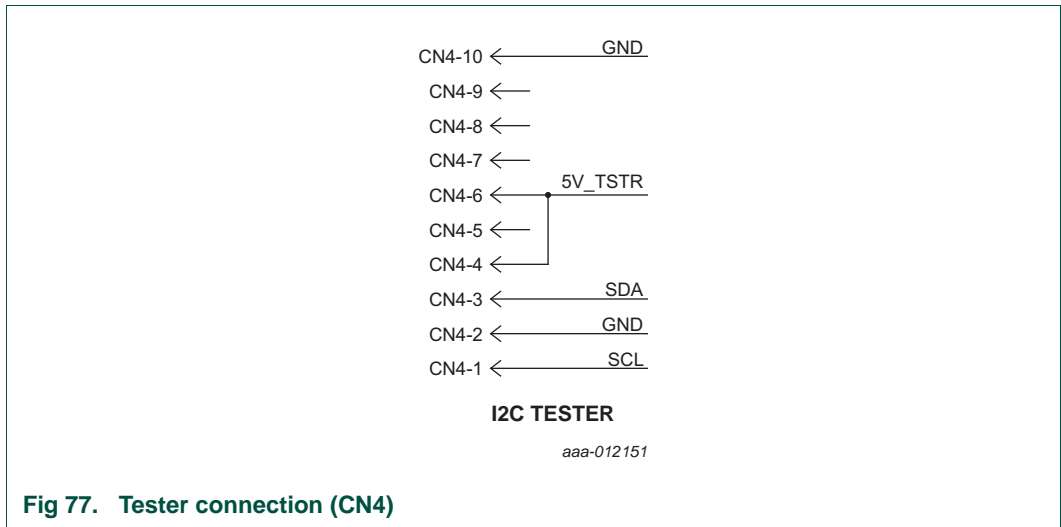 CN4-10 GND
CN4-9
CN4-8
CN4-7
CN4-6 5V_TSTR
CN4-5
CN4-4
CN4-3 SDA
CN4-2 GND
CN4-1 SCL
I2C TESTER
aaa-012151
Fig 77. Tester connection (CN4)